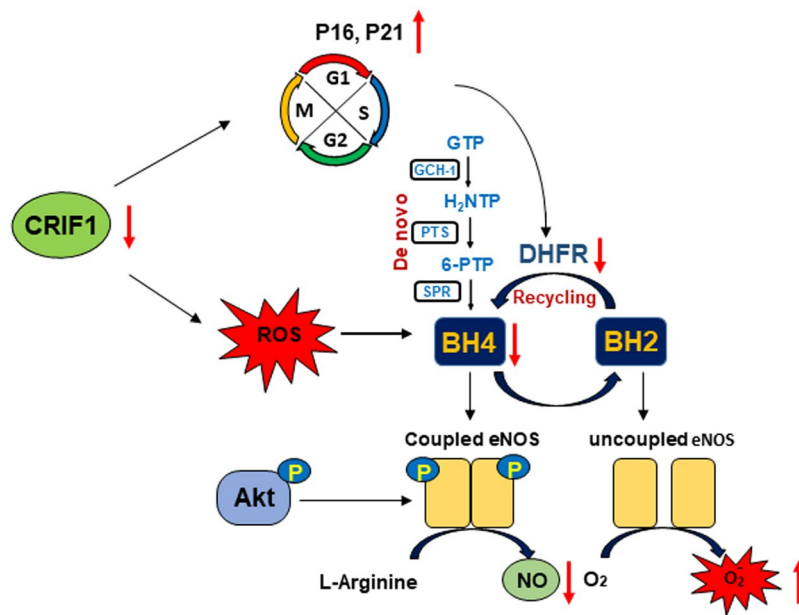 P16, P21
G1
M
S
G2
CRIF1
GTP
GCH-1
H₂NTP
De novo
PTS
6-PTP
SPR
DHFR
Recycling
ROS
BH4
BH2
Coupled eNOS
uncoupled eNOS
P
P
P
Akt
L-Arginine
NO
O₂
O₂⁻